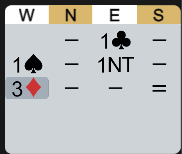 W N E S
– 1♣ –
1♠ – 1NT –
3♦ – – =